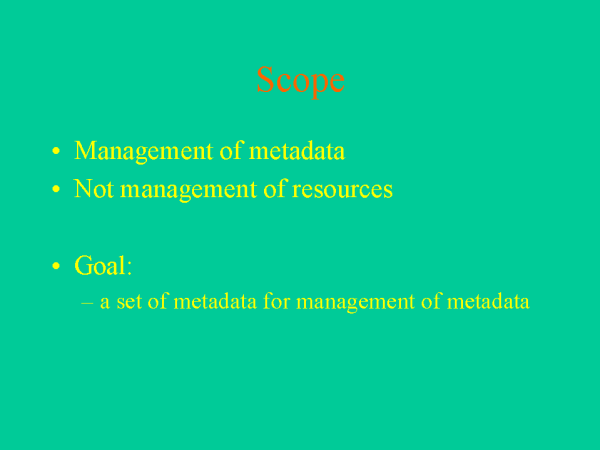 Scope
• Management of metadata
• Not management of resources
• Goal:
– a set of metadata for management of metadata